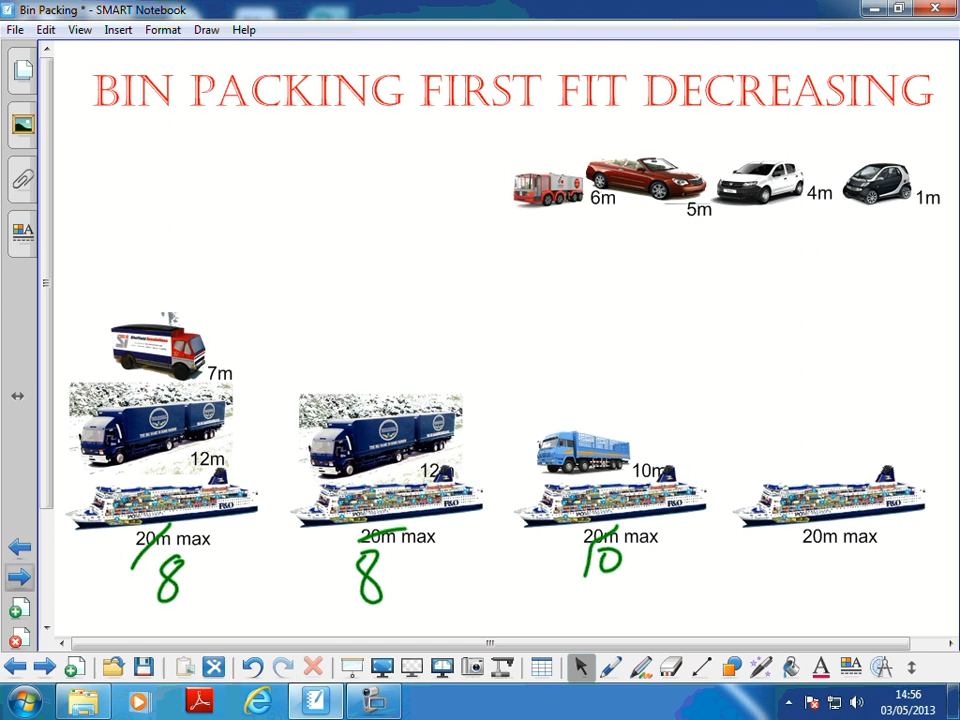 Bin Packing * - SMART Notebook
File Edit View Insert Format Draw Help
BIN PACKING FIRST FIT DECREASING
6m
5m
4m
1m
7m
12m
12m
10m
P&O
P&O
P&O
P&O
20m max
20m max
20m max
20m max
8
8
10
14:56
03/05/2013